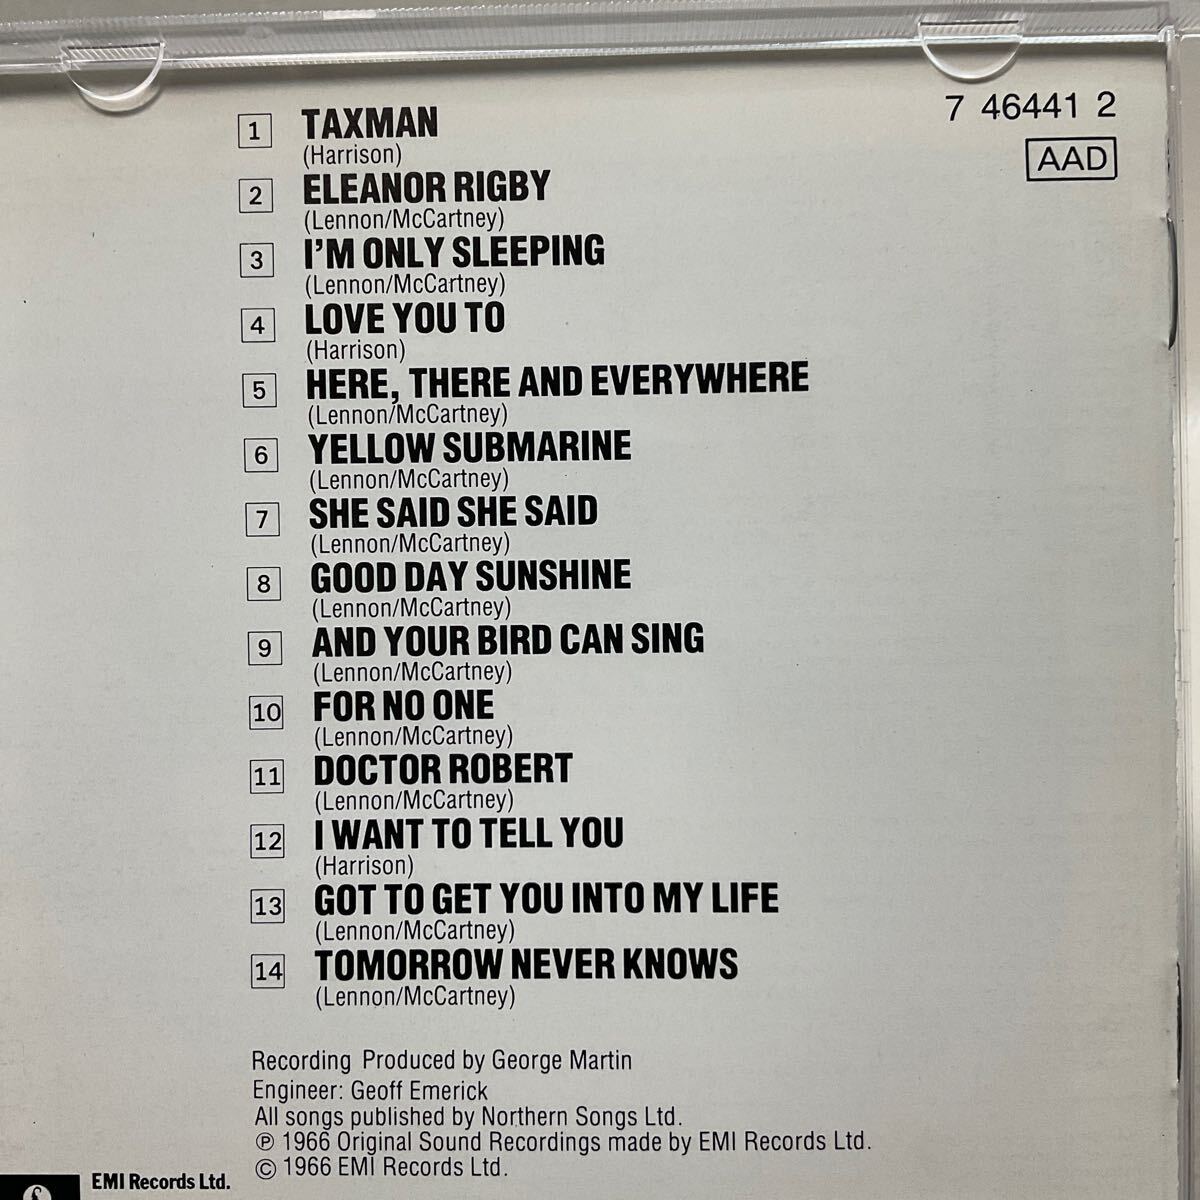 7 46441 2
AAD
1 TAXMAN
(Harrison)
2 ELEANOR RIGBY
(Lennon/McCartney)
3 I'M ONLY SLEEPING
(Lennon/McCartney)
4 LOVE YOU TO
(Harrison)
5 HERE, THERE AND EVERYWHERE
(Lennon/McCartney)
6 YELLOW SUBMARINE
(Lennon/McCartney)
7 SHE SAID SHE SAID
(Lennon/McCartney)
8 GOOD DAY SUNSHINE
(Lennon/McCartney)
9 AND YOUR BIRD CAN SING
(Lennon/McCartney)
10 FOR NO ONE
(Lennon/McCartney)
11 DOCTOR ROBERT
(Lennon/McCartney)
12 I WANT TO TELL YOU
(Harrison)
13 GOT TO GET YOU INTO MY LIFE
(Lennon/McCartney)
14 TOMORROW NEVER KNOWS
(Lennon/McCartney)
Recording Produced by George Martin
Engineer: Geoff Emerick
All songs published by Northern Songs Ltd.
℗ 1966 Original Sound Recordings made by EMI Records Ltd.
© 1966 EMI Records Ltd.
EMI Records Ltd.